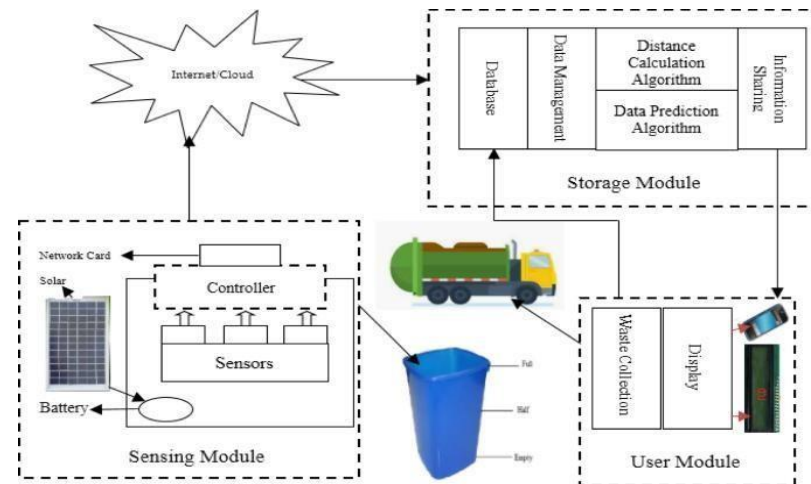 Internet/Cloud
Database
Data Management
Distance
Calculation
Algorithm
Data Prediction
Algorithm
Information
Sharing
Storage Module
Network Card
Solar
Controller
Sensors
Battery
Sensing Module
Full
Half
Empty
Waste Collection
Display
User Module